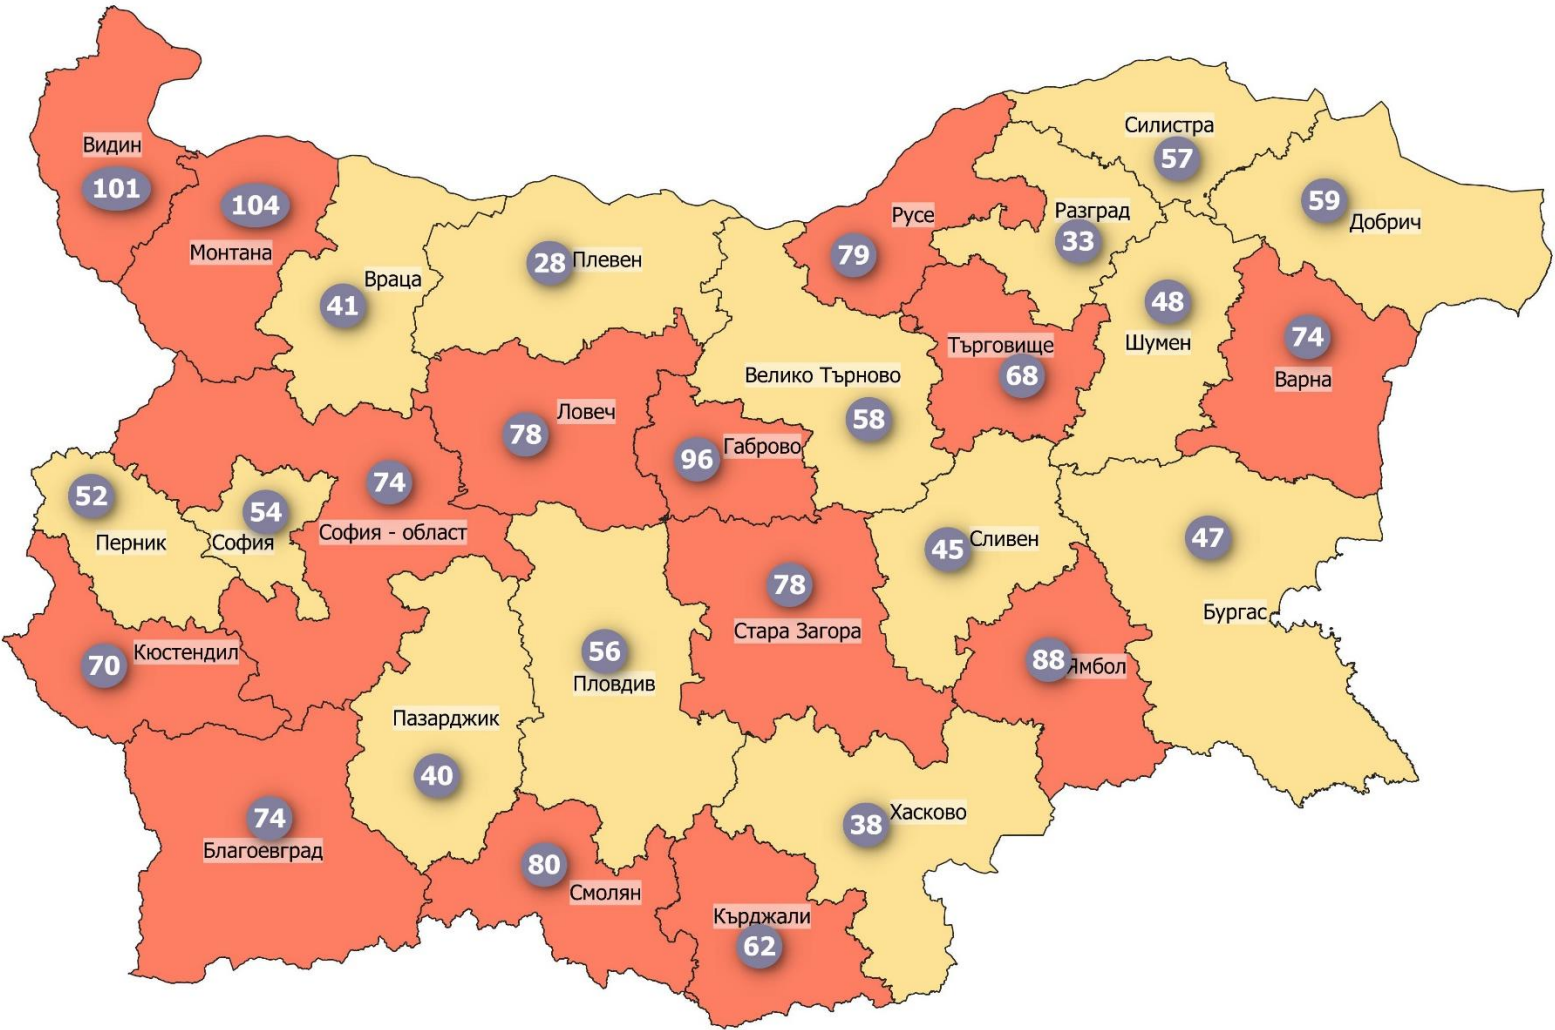 Видин
101
104
Монтана
Враца
41
28 Плевен
Русе
79
Силистра
57
Разград
33
59
Добрич
48
Шумен
74
Варна
Търговище
68
Велико Търново
58
Ловеч
78
Габрово
96
74
София - област
52
Перник
54
София
Кюстендил
70
56
Пловдив
78
Стара Загора
45 Сливен
47
Бургас
88 Ямбол
Пазарджик
40
74
Благоевград
80
Смолян
38 Хасково
Кърджали
62